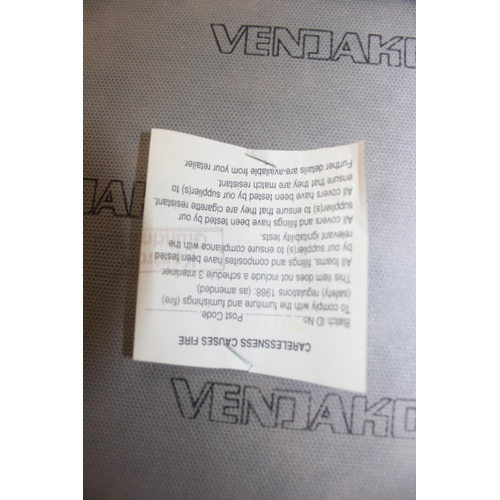 VENJAKO
CARELESSNESS CAUSES FIRE
Batch ID No.................. Post Code..................
To comply with the furniture and furnishings (fire)
(safety) regulations 1988. (as amended).
This item does not include a schedule 3 interliner
All foams, fillings and composites have been tested
by our supplier(s) to ensure compliance with the
relevant ignitability tests.
All covers and fillings have been tested by our
supplier(s) to ensure they are cigarette resistant.
All covers have been tested by our supplier(s) to
ensure that they are match resistant.
Further details are available from your retailer.
VENJAKO